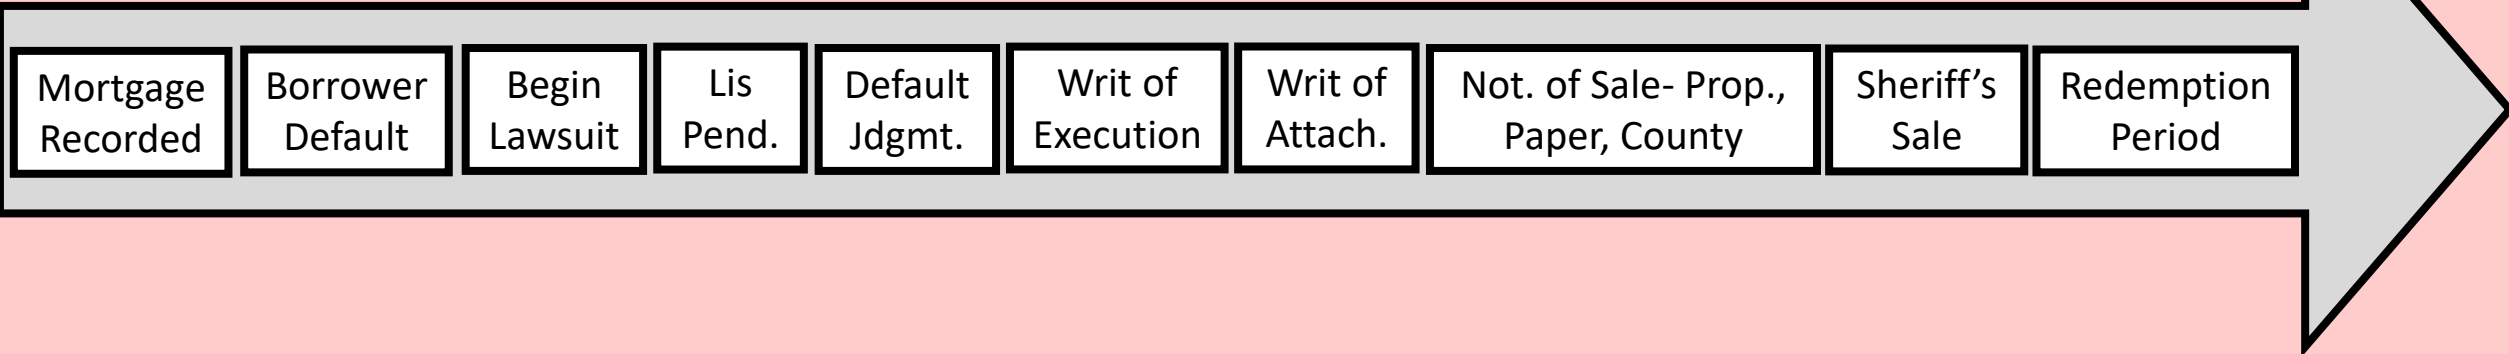 Mortgage
Recorded
Borrower
Default
Begin
Lawsuit
Lis
Pend.
Default
Jdgmt.
Writ of
Execution
Writ of
Attach.
Not. of Sale- Prop.,
Paper, County
Sheriff’s
Sale
Redemption
Period